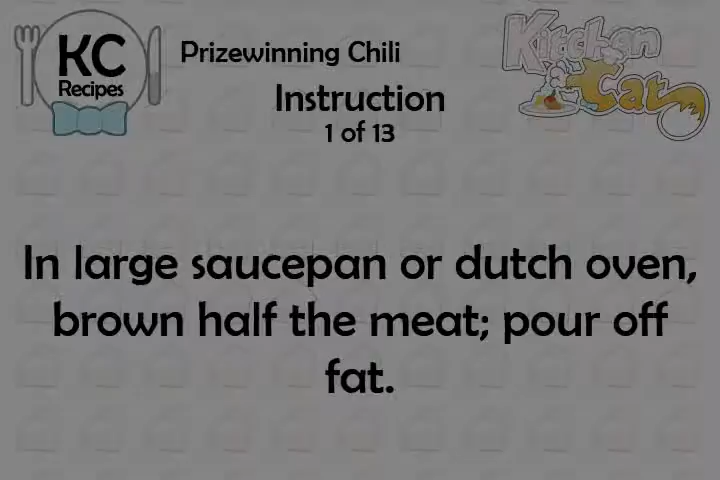 KC
Recipes
Prizewinning Chili
Instruction
1 of 13
Kitchen
Cat
In large saucepan or dutch oven,
brown half the meat; pour off
fat.